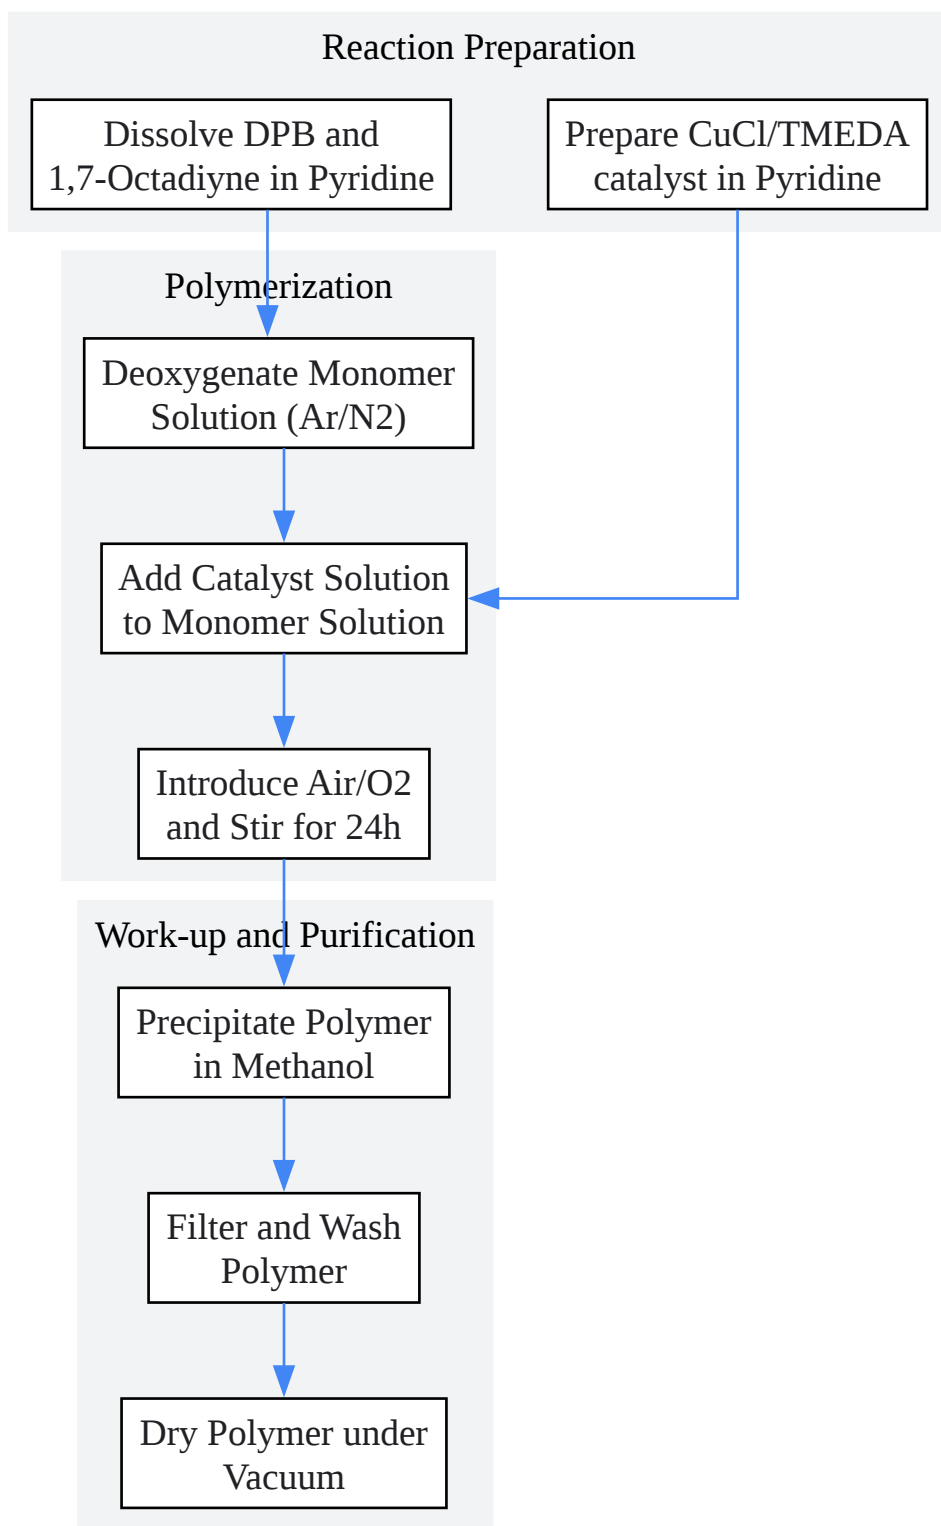 Reaction Preparation
Dissolve DPB and
1,7-Octadiyne in Pyridine
Prepare CuCl/TMEDA
catalyst in Pyridine
Polymerization
Deoxygenate Monomer
Solution (Ar/N2)
Add Catalyst Solution
to Monomer Solution
Introduce Air/O2
and Stir for 24h
Work-up and Purification
Precipitate Polymer
in Methanol
Filter and Wash
Polymer
Dry Polymer under
Vacuum